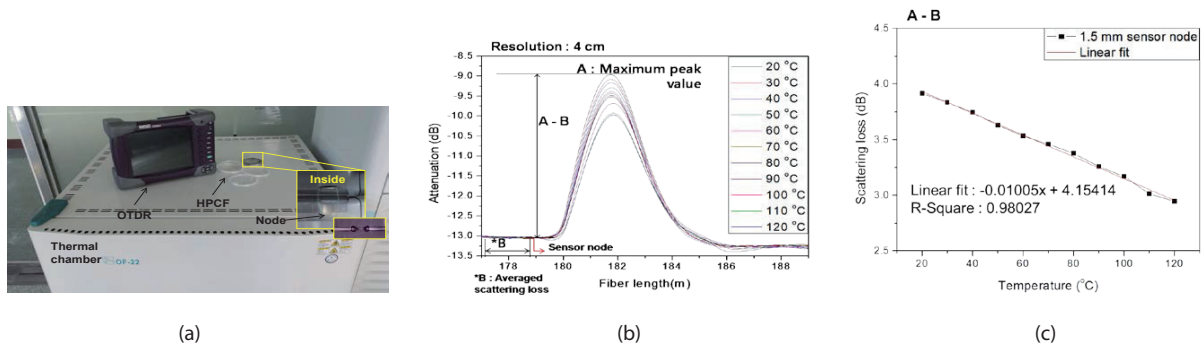 OTDR
HPCF
Inside
Node
Thermal
chamber
OF-22
(a)
Resolution : 4 cm
A : Maximum peak
value
A - B
*B
Sensor node
*B : Averaged
scattering loss
Attenuation (dB)
-8.5
-9.0
-9.5
-10.0
-10.5
-11.0
-11.5
-12.0
-12.5
-13.0
-13.5
178 180 182 184 186 188
Fiber length(m)
20 °C
30 °C
40 °C
50 °C
60 °C
70 °C
80 °C
90 °C
100 °C
110 °C
120 °C
(b)
A - B
1.5 mm sensor node
Linear fit
Scattering loss (dB)
5.0
4.5
4.0
3.5
3.0
2.5
Linear fit : -0.01005x + 4.15414
R-Square : 0.98027
20 40 60 80 100 120
Temperature (°C)
(c)